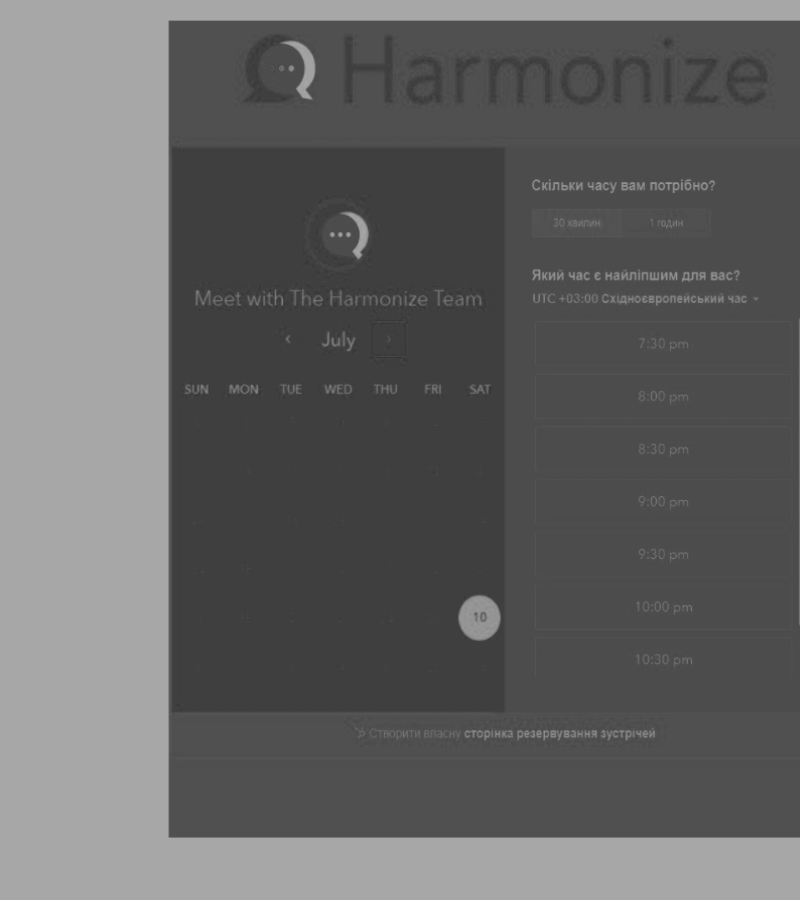 Harmonize
Meet with The Harmonize Team
July
SUN MON TUE WED THU FRI SAT
10
Скільки часу вам потрібно?
30 хвилин 1 годин
Який час є найліпшим для вас?
UTC +03:00 Східноєвропейський час
7:30 pm
8:00 pm
8:30 pm
9:00 pm
9:30 pm
10:00 pm
10:30 pm
Створити власну сторінка резервування зустрічей